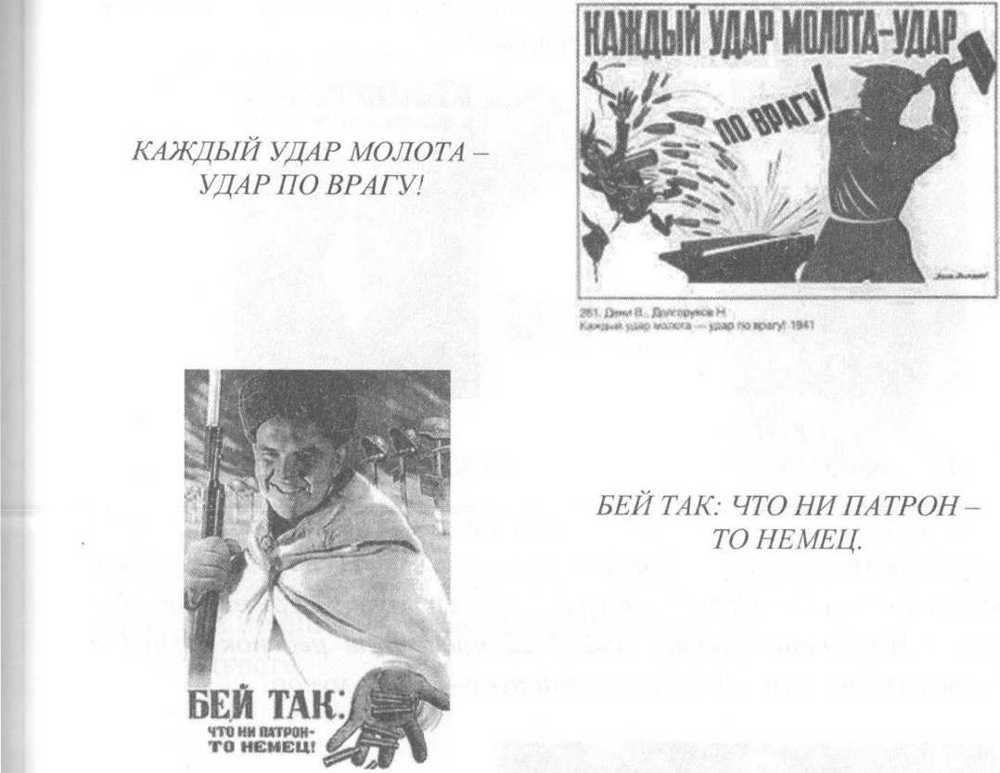 КАЖДЫЙ УДАР МОЛОТА–УДАР
ПО ВРАГУ!
КАЖДЫЙ УДАР МОЛОТА –
УДАР ПО ВРАГУ!
261. Дени В., Долгоруков Н.
Каждый удар молота — удар по врагу! 1941
БЕЙ ТАК: ЧТО НИ ПАТРОН –
ТО НЕМЕЦ.
БЕЙ ТАК:
ЧТО НИ ПАТРОН-
ТО НЕМЕЦ!